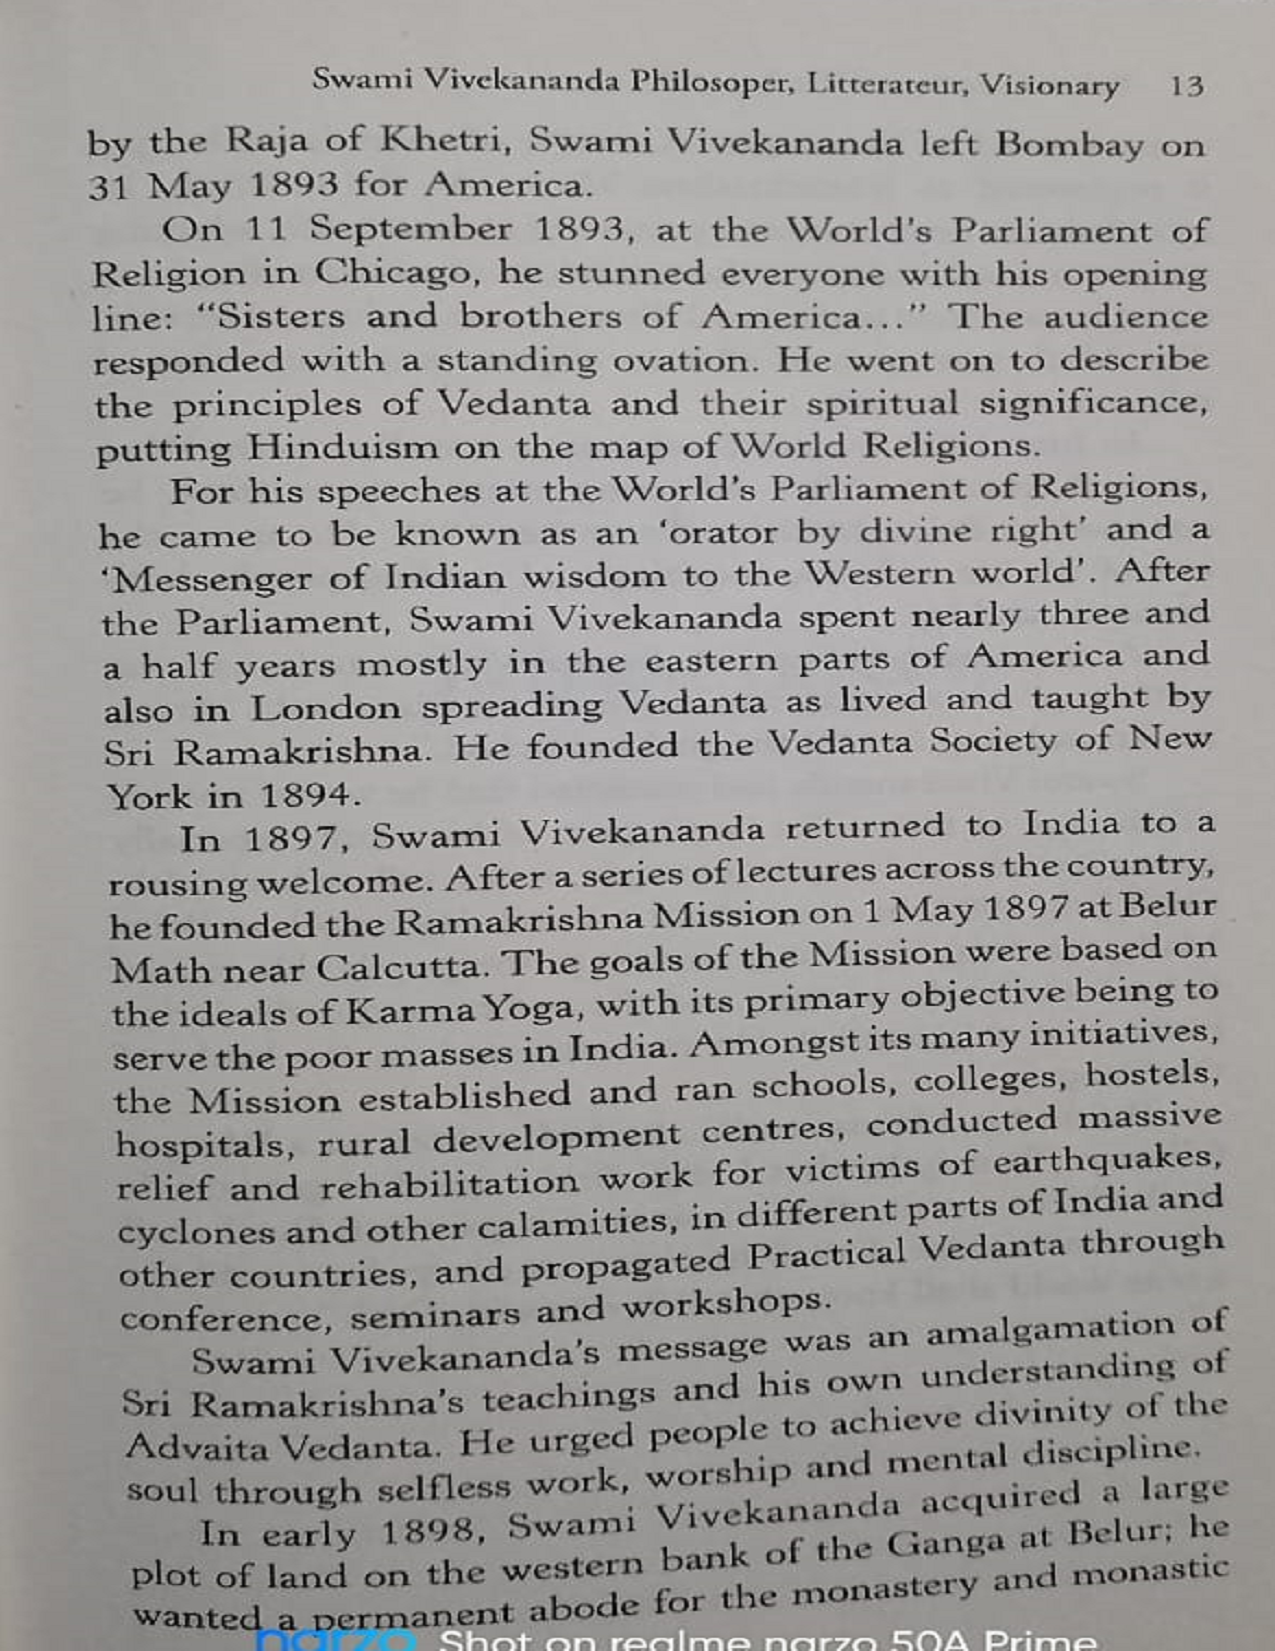 Swami Vivekananda Philosoper, Litterateur, Visionary 13
by the Raja of Khetri, Swami Vivekananda left Bombay on
31 May 1893 for America.
On 11 September 1893, at the World's Parliament of
Religion in Chicago, he stunned everyone with his opening
line: “Sisters and brothers of America...” The audience
responded with a standing ovation. He went on to describe
the principles of Vedanta and their spiritual significance,
putting Hinduism on the map of World Religions.
For his speeches at the World's Parliament of Religions,
he came to be known as an ‘orator by divine right’ and a
‘Messenger of Indian wisdom to the Western world’. After
the Parliament, Swami Vivekananda spent nearly three and
a half years mostly in the eastern parts of America and
also in London spreading Vedanta as lived and taught by
Sri Ramakrishna. He founded the Vedanta Society of New
York in 1894.
In 1897, Swami Vivekananda returned to India to a
rousing welcome. After a series of lectures across the country,
he founded the Ramakrishna Mission on 1 May 1897 at Belur
Math near Calcutta. The goals of the Mission were based on
the ideals of Karma Yoga, with its primary objective being to
serve the poor masses in India. Amongst its many initiatives,
the Mission established and ran schools, colleges, hostels,
hospitals, rural development centres, conducted massive
relief and rehabilitation work for victims of earthquakes,
cyclones and other calamities, in different parts of India and
other countries, and propagated Practical Vedanta through
conference, seminars and workshops.
Swami Vivekananda's message was an amalgamation of
Sri Ramakrishna's teachings and his own understanding of
Advaita Vedanta. He urged people to achieve divinity of the
soul through selfless work, worship and mental discipline.
In early 1898, Swami Vivekananda acquired a large
plot of land on the western bank of the Ganga at Belur; he
wanted a permanent abode for the monastery and monastic
narzo Shot on realme narzo 50A Prime